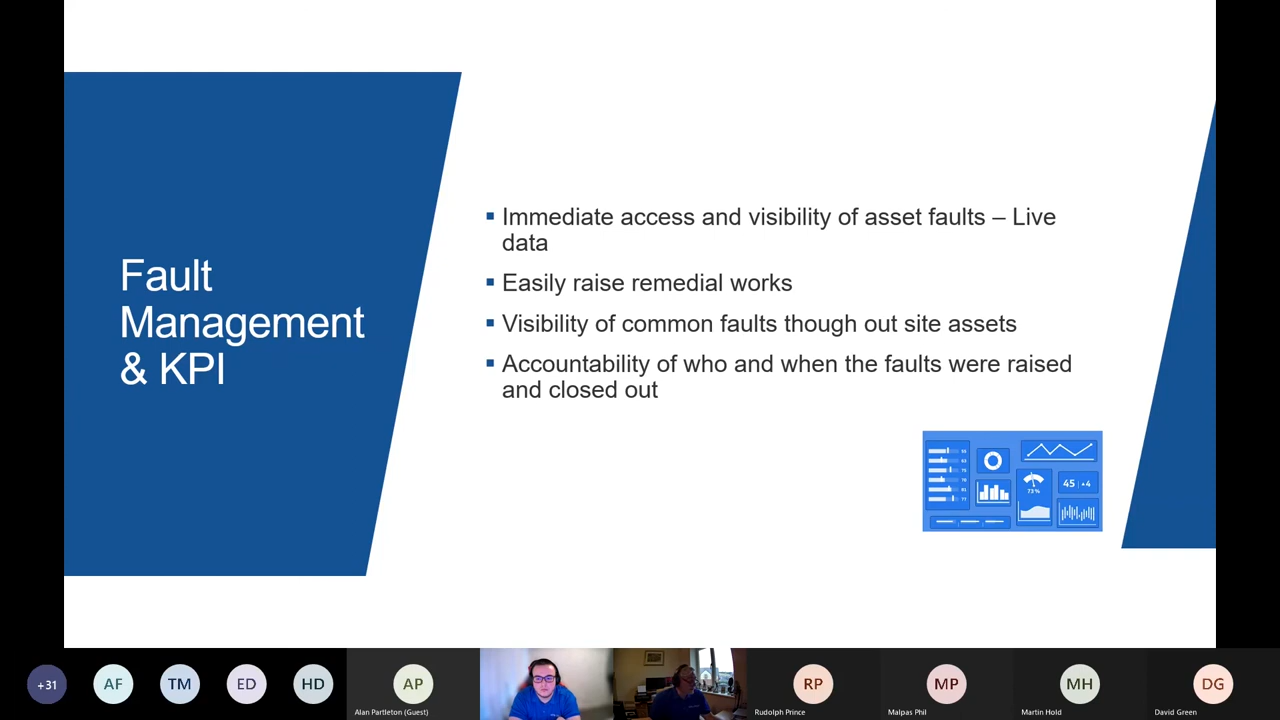 Fault
Management
& KPI
Immediate access and visibility of asset faults – Live
data
Easily raise remedial works
Visibility of common faults though out site assets
Accountability of who and when the faults were raised
and closed out
73%
45
4
+31
AF
TM
ED
HD
AP
Alan Partleton (Guest)
RP
Rudolph Prince
MP
Malpas Phil
MH
Martin Hold
DG
David Green